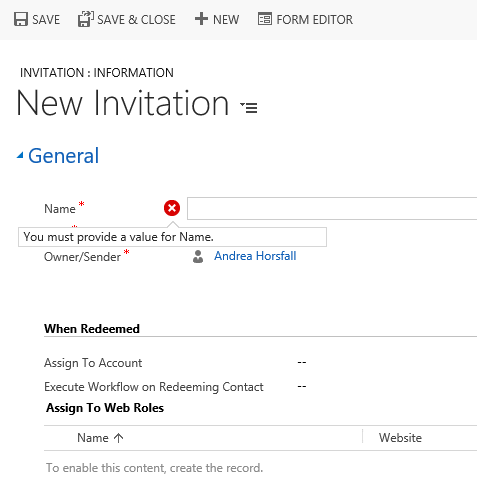 SAVE SAVE & CLOSE NEW FORM EDITOR
INVITATION : INFORMATION
New Invitation
General
Name *
You must provide a value for Name.
Owner/Sender * Andrea Horsfall
When Redeemed
Assign To Account --
Execute Workflow on Redeeming Contact --
Assign To Web Roles
Name ↑ Website
To enable this content, create the record.